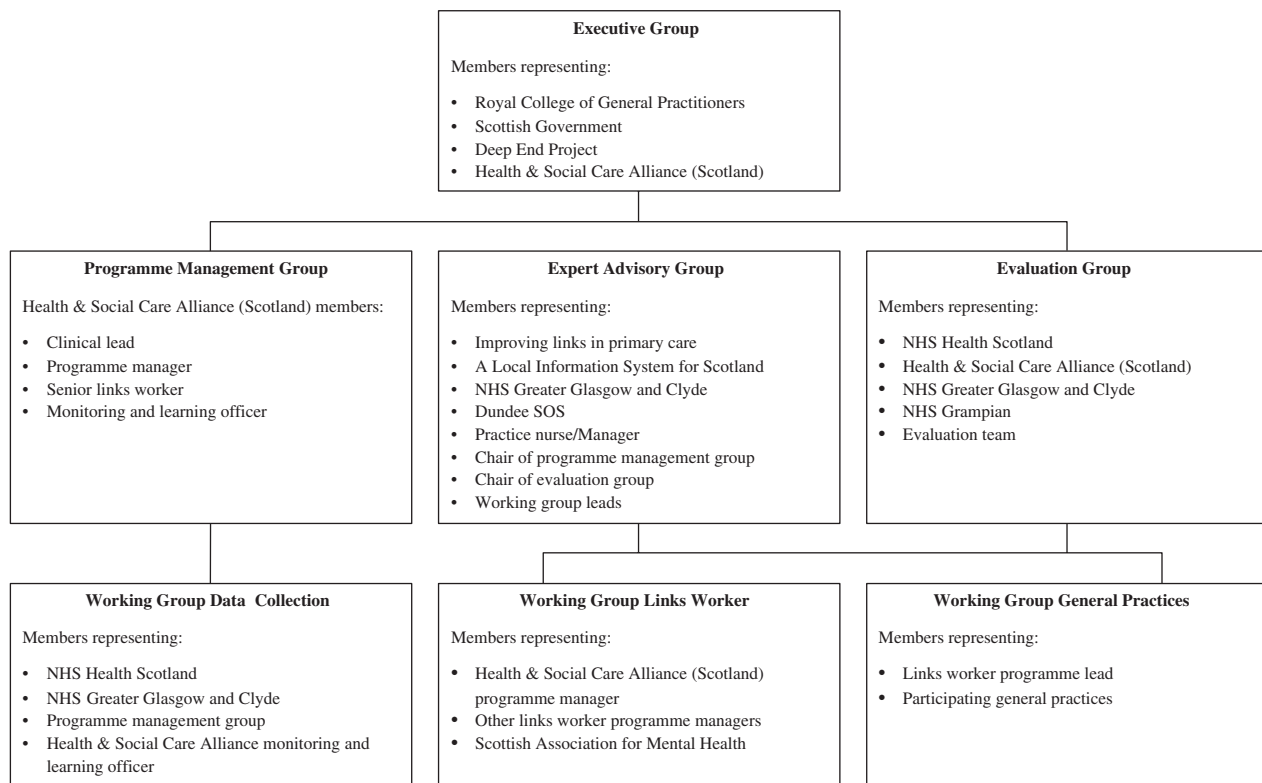 Executive Group
Members representing:
• Royal College of General Practitioners
• Scottish Government
• Deep End Project
• Health & Social Care Alliance (Scotland)
Programme Management Group
Health & Social Care Alliance (Scotland) members:
• Clinical lead
• Programme manager
• Senior links worker
• Monitoring and learning officer
Expert Advisory Group
Members representing:
• Improving links in primary care
• A Local Information System for Scotland
• NHS Greater Glasgow and Clyde
• Dundee SOS
• Practice nurse/Manager
• Chair of programme management group
• Chair of evaluation group
• Working group leads
Evaluation Group
Members representing:
• NHS Health Scotland
• Health & Social Care Alliance (Scotland)
• NHS Greater Glasgow and Clyde
• NHS Grampian
• Evaluation team
Working Group Data Collection
Members representing:
• NHS Health Scotland
• NHS Greater Glasgow and Clyde
• Programme management group
• Health & Social Care Alliance monitoring and
learning officer
Working Group Links Worker
Members representing:
• Health & Social Care Alliance (Scotland)
programme manager
• Other links worker programme managers
• Scottish Association for Mental Health
Working Group General Practices
Members representing:
• Links worker programme lead
• Participating general practices